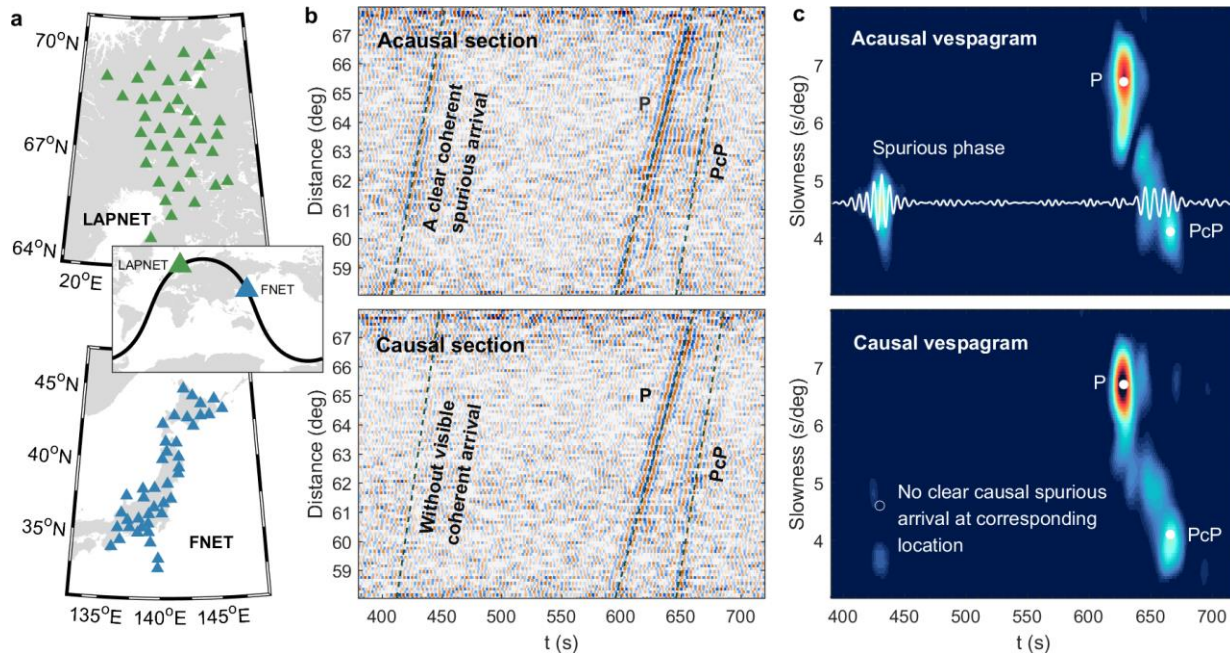 a
70°N
67°N
64°N
20°E
LAPNET
LAPNET
FNET
45°N
40°N
35°N
FNET
135°E 140°E 145°E
b
Acausal section
A clear coherent
spurious arrival
P
PcP
Distance (deg)
67
66
65
64
63
62
61
60
59
Causal section
Without visible
coherent arrival
P
PcP
Distance (deg)
67
66
65
64
63
62
61
60
59
400 450 500 550 600 650 700
t (s)
c
Acausal vespagram
P
Spurious phase
PcP
Slowness (s/deg)
7
6
5
4
Causal vespagram
P
No clear causal spurious
arrival at corresponding
location
PcP
Slowness (s/deg)
7
6
5
4
400 450 500 550 600 650 700
t (s)